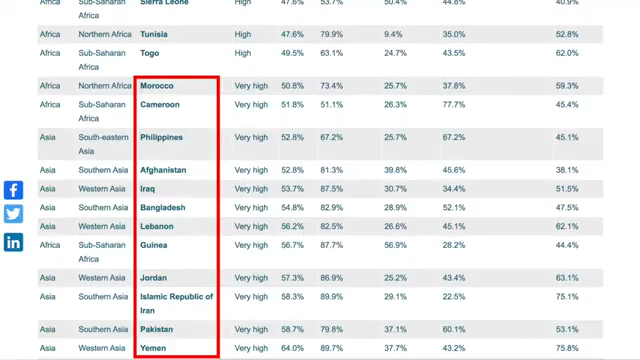 Africa Sub-Saharan Africa Sierra Leone High 47.6% 53.7% 50.4% 44.8% 40.9%
Africa Northern Africa Tunisia High 47.6% 79.9% 9.4% 35.0% 52.8%
Africa Sub-Saharan Africa Togo High 49.5% 63.1% 24.7% 43.5% 62.0%
Africa Northern Africa Morocco Very high 50.8% 73.4% 25.7% 37.8% 59.3%
Africa Sub-Saharan Africa Cameroon Very high 51.8% 51.1% 26.3% 77.7% 45.4%
Asia South-eastern Asia Philippines Very high 52.8% 67.2% 25.7% 67.2% 45.1%
Asia Southern Asia Afghanistan Very high 52.8% 81.3% 39.8% 45.6% 38.1%
Asia Western Asia Iraq Very high 53.7% 87.5% 30.7% 34.4% 51.5%
Asia Southern Asia Bangladesh Very high 54.8% 82.9% 28.9% 52.1% 47.5%
Asia Western Asia Lebanon Very high 56.2% 82.5% 26.6% 45.1% 62.1%
Africa Sub-Saharan Africa Guinea Very high 56.7% 87.7% 56.9% 28.2% 44.4%
Asia Western Asia Jordan Very high 57.3% 86.9% 25.2% 43.4% 63.1%
Asia Southern Asia Islamic Republic of Iran Very high 58.3% 89.9% 29.1% 22.5% 75.1%
Asia Southern Asia Pakistan Very high 58.7% 79.8% 37.1% 60.1% 53.1%
Asia Western Asia Yemen Very high 64.0% 89.7% 37.7% 43.2% 75.8%